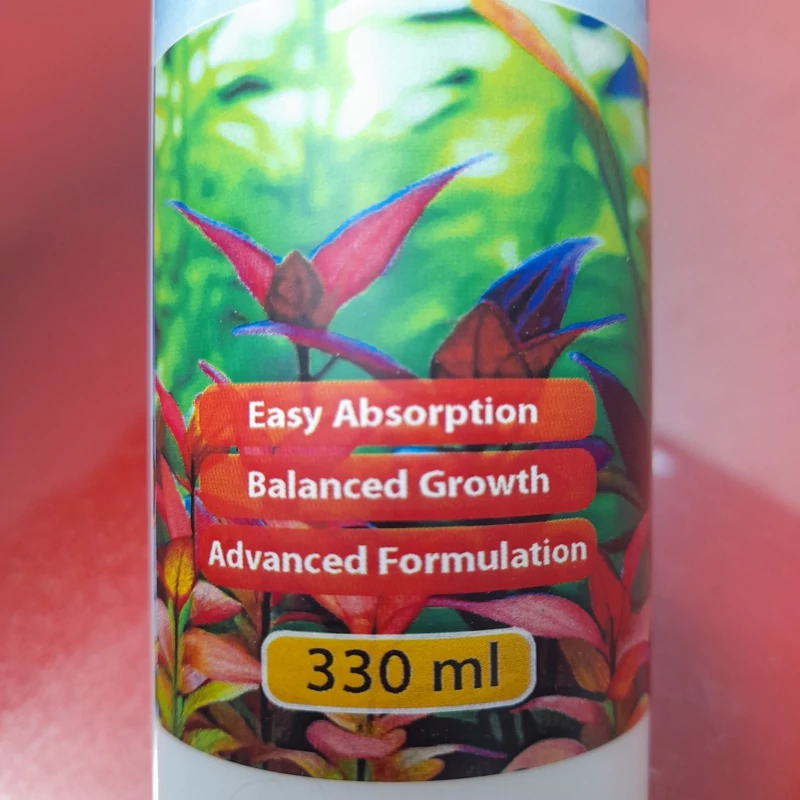 Easy Absorption
Balanced Growth
Advanced Formulation
330 ml